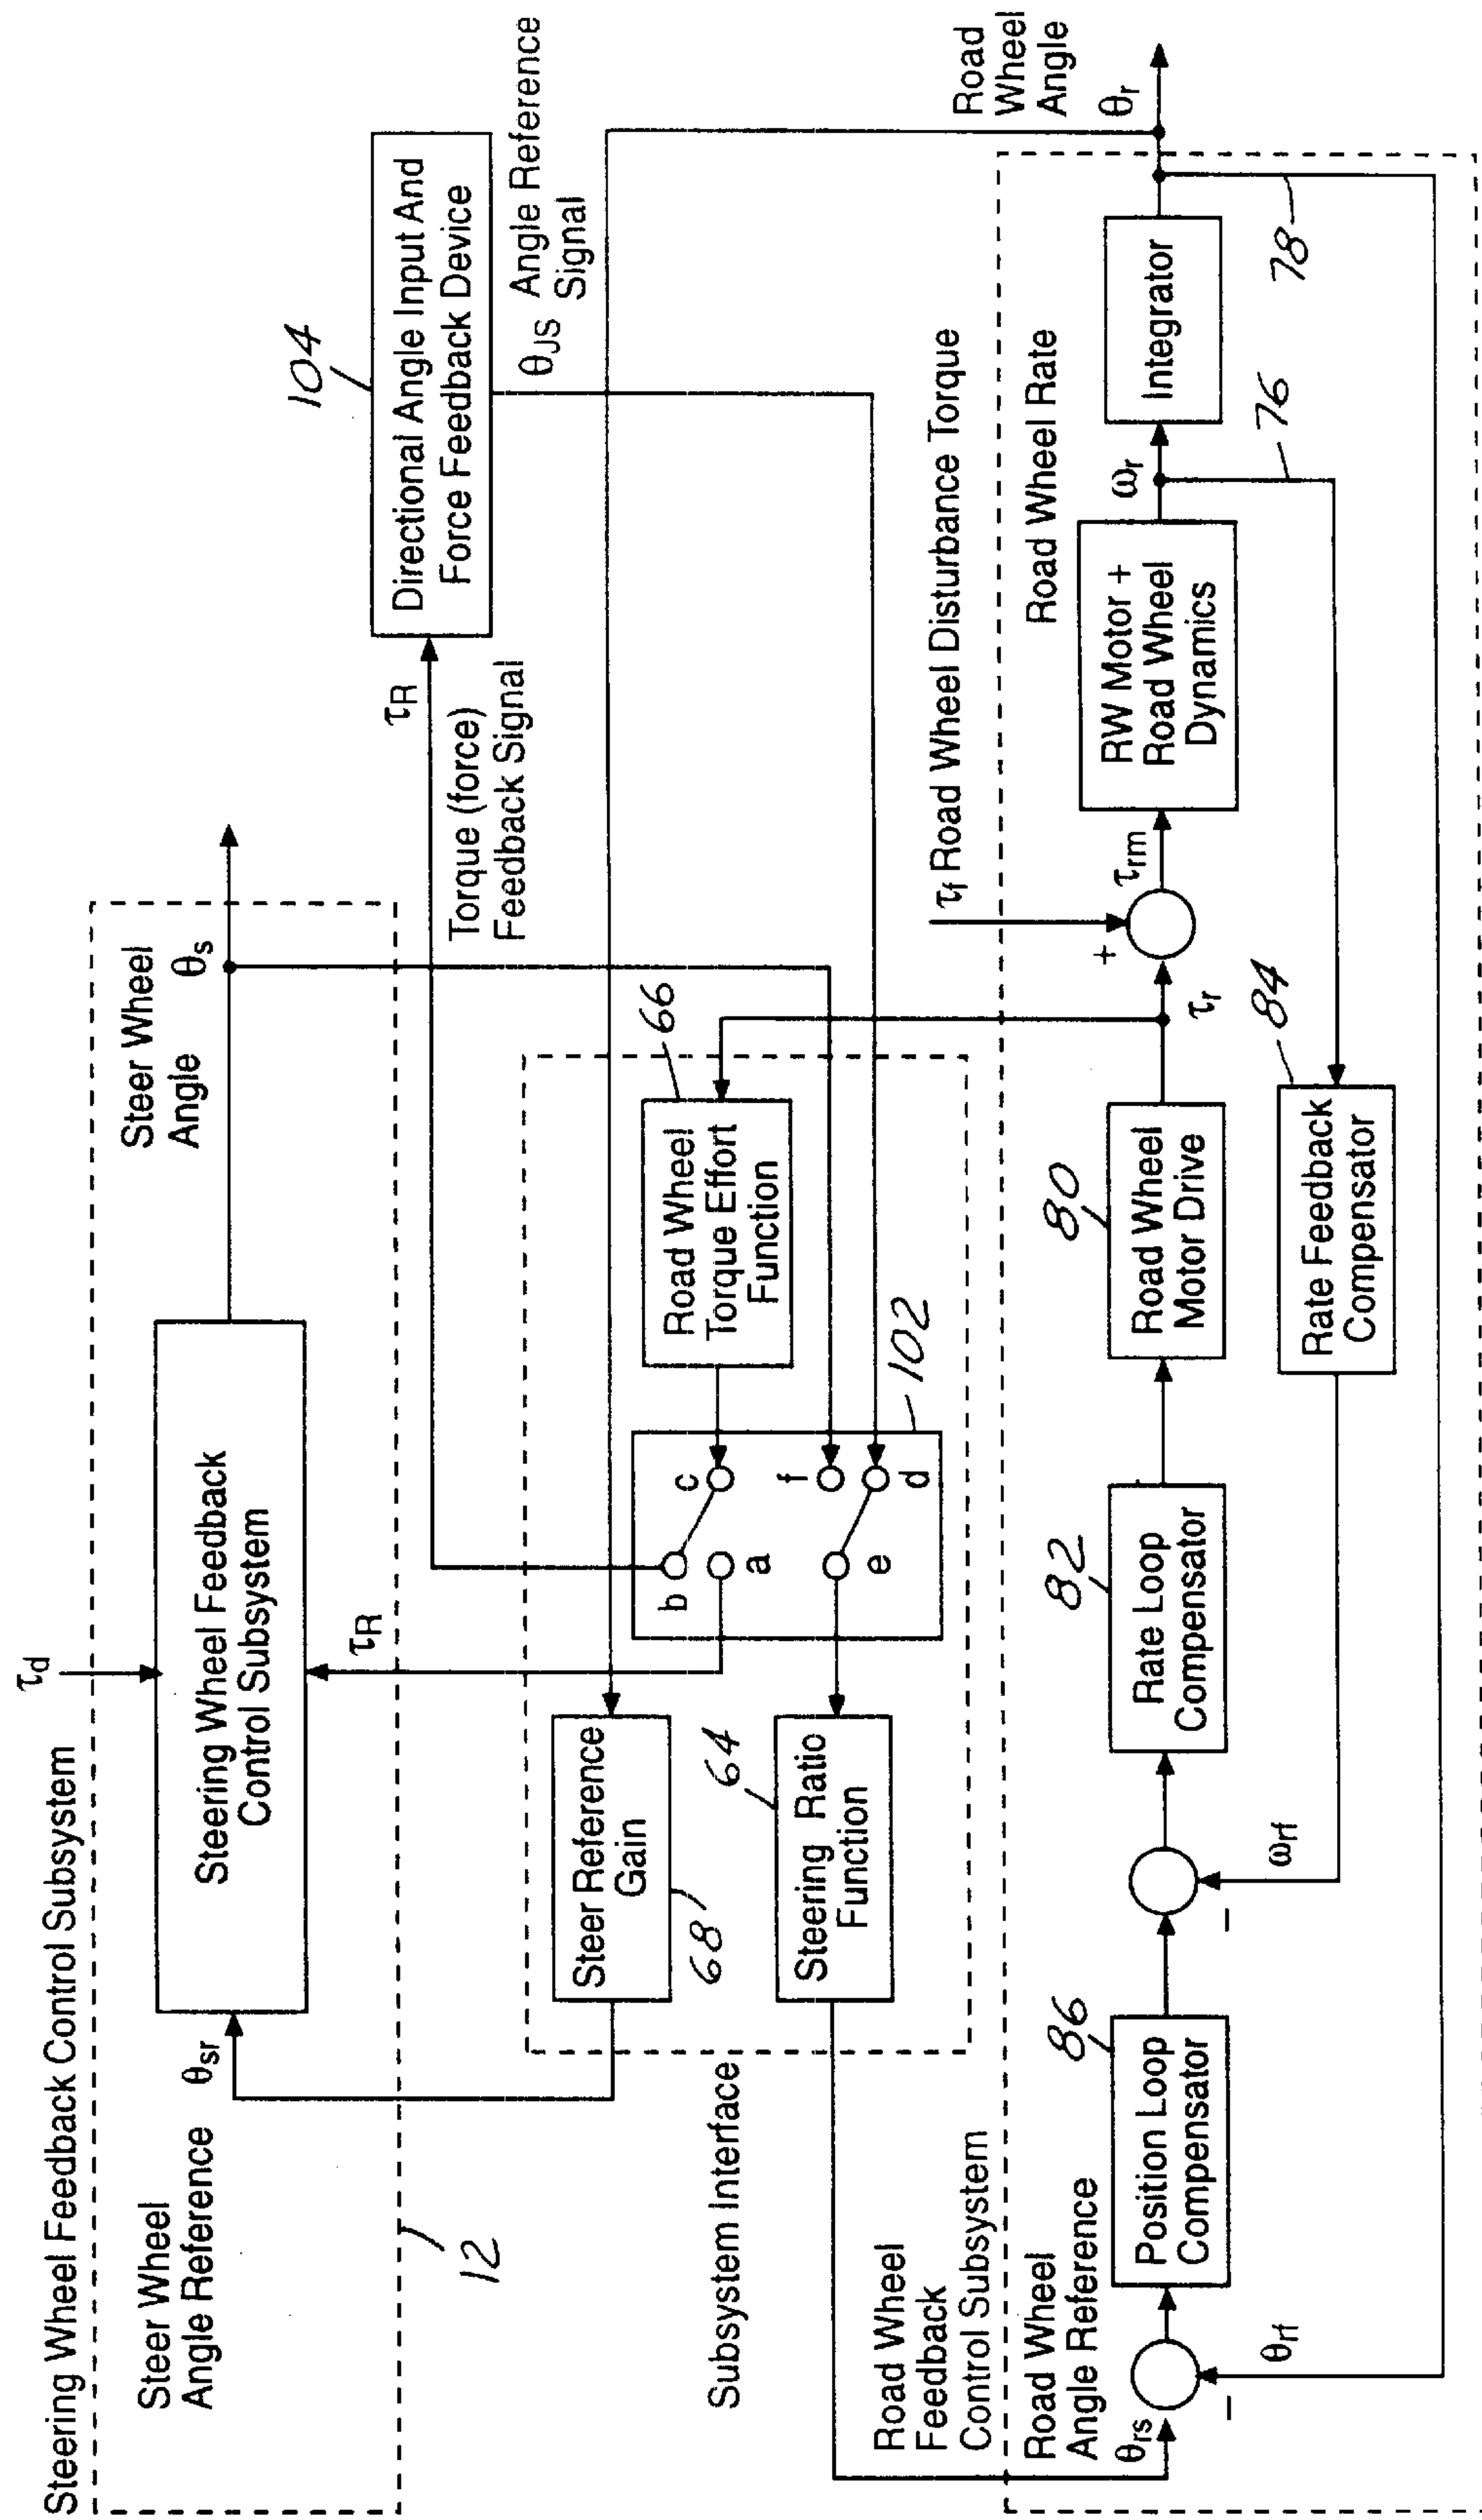 Steering Wheel Feedback Control Subsystem
τd
Steer Wheel
Angle Reference
θsr
Steering Wheel Feedback
Control Subsystem
Steer Wheel
Angle
θs
12
τR
τR
Torque (force)
Feedback Signal
104
Directional Angle Input And
Force Feedback Device
θJS Angle Reference
Signal
Subsystem Interface
Steer Reference
Gain
68
Steering Ratio
Function
64
b
a
c
f
e
d
102
Road Wheel
Torque Effort
Function
66
Road Wheel
Feedback
Control Subsystem
Road Wheel
Angle Reference
θrs
θrf
–
Position Loop
Compensator
86
–
ωrf
Rate Loop
Compensator
82
Road Wheel
Motor Drive
80
Rate Feedback
Compensator
84
τr
+
τf Road Wheel Disturbance Torque
τrm
RW Motor +
Road Wheel
Dynamics
Road Wheel Rate
ωr
76
Integrator
78
Road
Wheel
Angle
θr